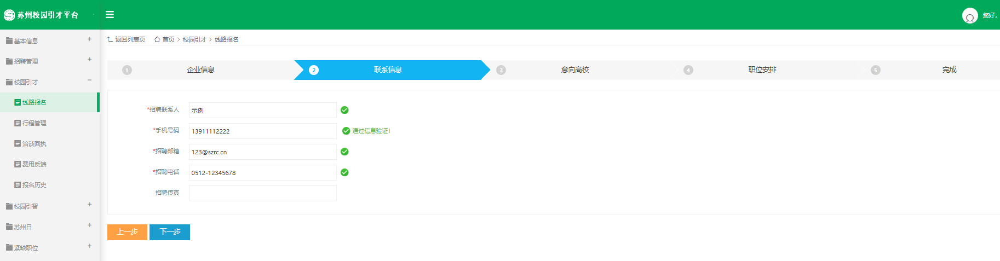 苏州校园引才平台
您好,
基本信息
招聘管理
校园引才
线路报名
行程管理
洽谈回执
费用反馈
报名历史
校园引智
苏州日
紧缺职位
返回列表页 首页 > 校园引才 > 线路报名
1 企业信息 2 联系信息 3 意向高校 4 职位安排 5 完成
*招聘联系人 示例
*手机号码 13911112222 通过信息验证!
*招聘邮箱 123@szrc.cn
*招聘电话 0512-12345678
招聘传真
上一步 下一步